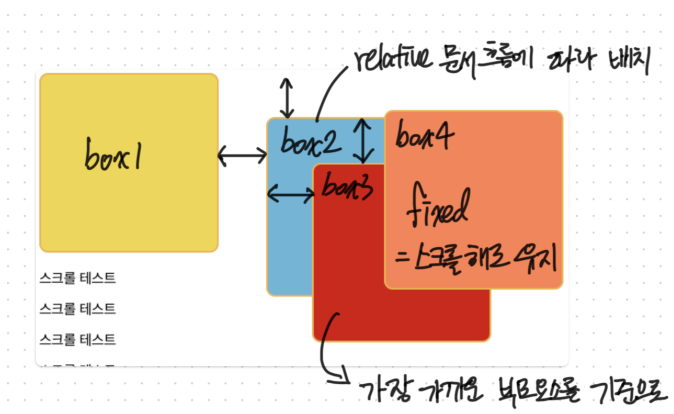 relative 문서흐름에 따라 배치
box1
box2
box4
box3
fixed
= 스크롤해도 유지
스크롤 테스트
스크롤 테스트
스크롤 테스트
가장 가까운 부모요소를 기준으로